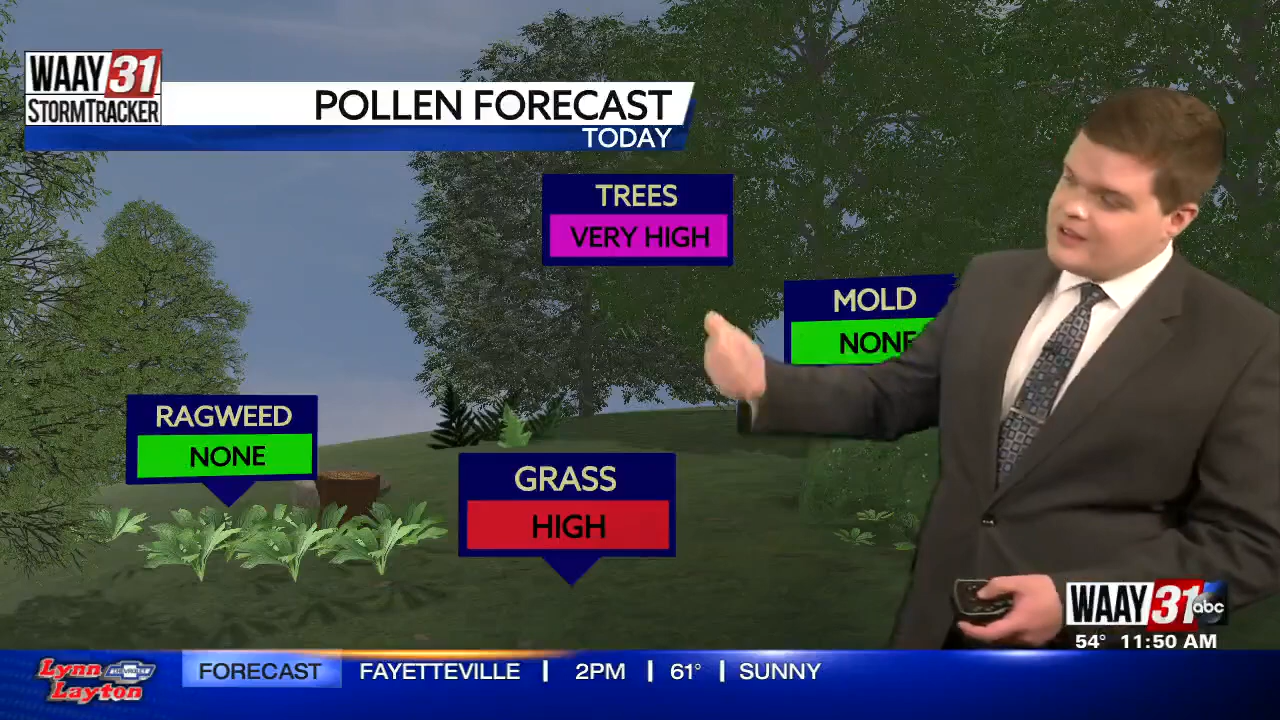 WAAY 31
STORMTRACKER
POLLEN FORECAST
TODAY
TREES
VERY HIGH
MOLD
NONE
RAGWEED
NONE
GRASS
HIGH
WAAY 31 abc
54° 11:50 AM
Lynn
Layton
FORECAST FAYETTEVILLE | 2PM | 61° | SUNNY